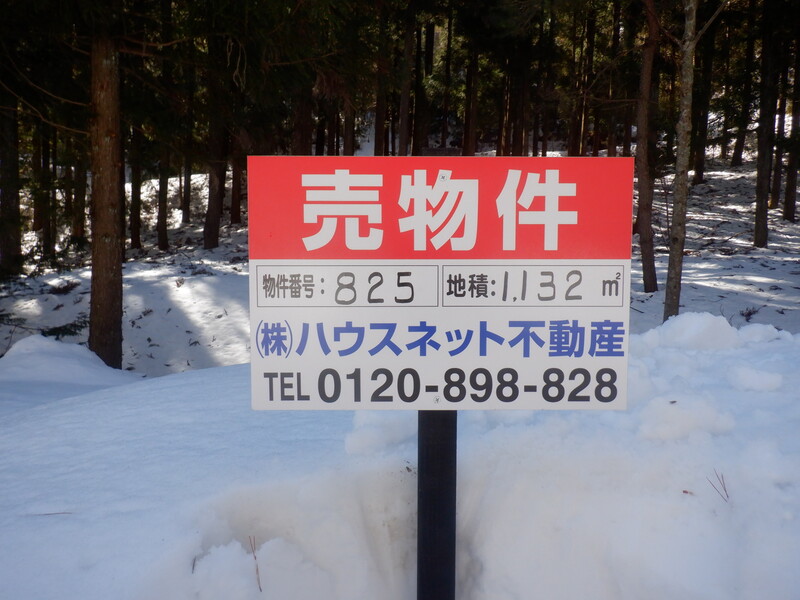 売物件
物件番号: 825 地積: 1,132 ㎡
(株)ハウスネット不動産
TEL 0120-898-828